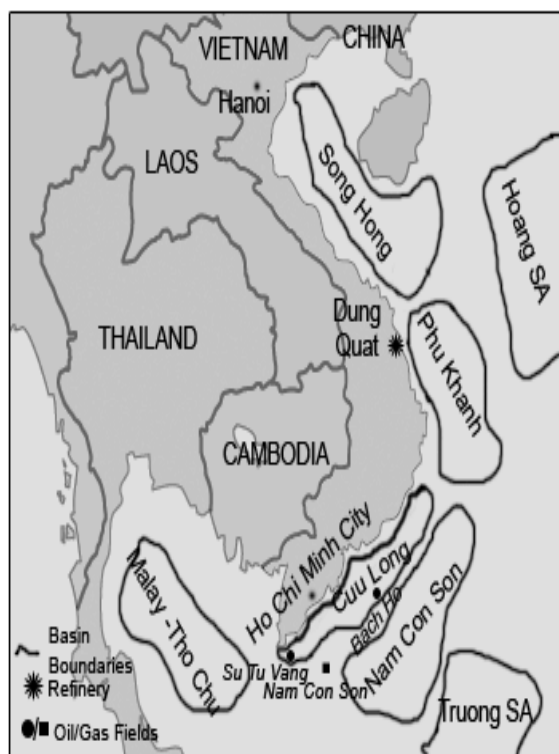 CHINA
VIETNAM
Hanoi
LAOS
Song Hong
Hoang SA
Dung
Quat
Phu Khanh
THAILAND
CAMBODIA
Ho Chi Minh City
Cuu Long
Bach Ho
Nam Con Son
Malay -Tho Chu
Su Tu Vang
Nam Con Son
Truong SA
Basin
Boundaries
Refinery
Oil/Gas Fields